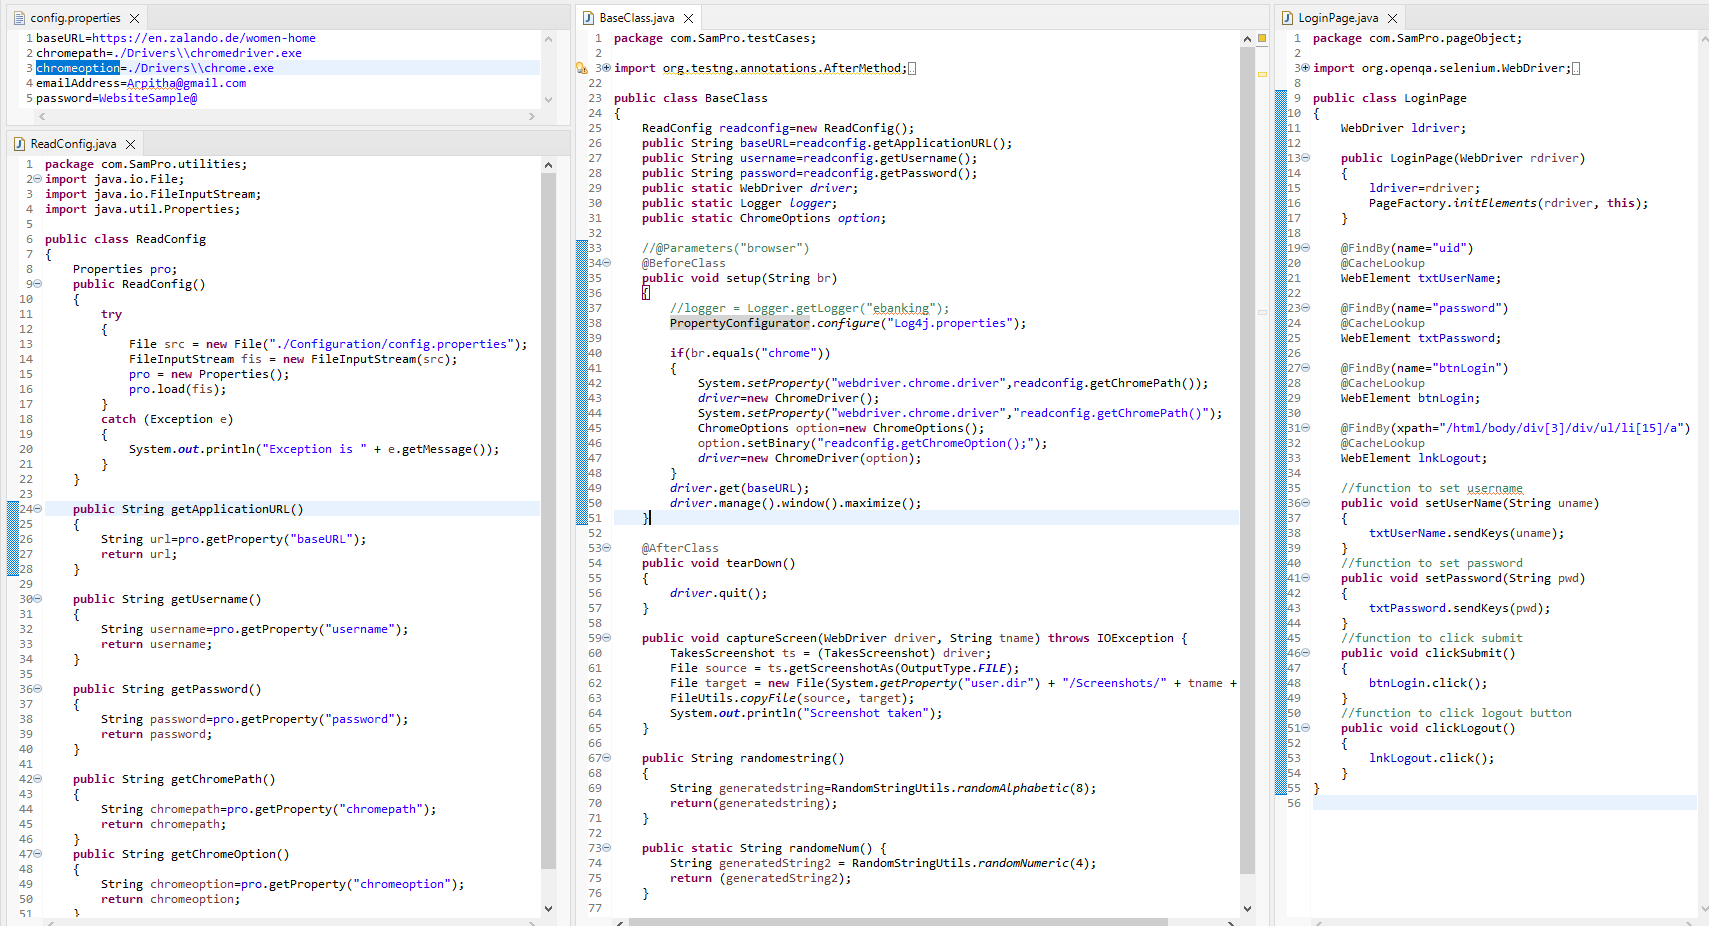 config.properties
1 baseURL=https://en.zalando.de/women-home
2 chromepath=./Drivers\\chromedriver.exe
3 chromeoption=./Drivers\\chrome.exe
4 emailAddress=Arpitha@gmail.com
5 password=WebsiteSample@
ReadConfig.java
1 package com.SamPro.utilities;
2 import java.io.File;
3 import java.io.FileInputStream;
4 import java.util.Properties;
5
6 public class ReadConfig
7 {
8 Properties pro;
9 public ReadConfig()
10 {
11 try
12 {
13 File src = new File("./Configuration/config.properties");
14 FileInputStream fis = new FileInputStream(src);
15 pro = new Properties();
16 pro.load(fis);
17 }
18 catch (Exception e)
19 {
20 System.out.println("Exception is " + e.getMessage());
21 }
22 }
23
24 public String getApplicationURL()
25 {
26 String url=pro.getProperty("baseURL");
27 return url;
28 }
29
30 public String getUsername()
31 {
32 String username=pro.getProperty("username");
33 return username;
34 }
35
36 public String getPassword()
37 {
38 String password=pro.getProperty("password");
39 return password;
40 }
41
42 public String getChromePath()
43 {
44 String chromepath=pro.getProperty("chromepath");
45 return chromepath;
46 }
47 public String getChromeOption()
48 {
49 String chromeoption=pro.getProperty("chromeoption");
50 return chromeoption;
51 }
BaseClass.java
1 package com.SamPro.testCases;
2
3 import org.testng.annotations.AfterMethod;
22
23 public class BaseClass
24 {
25 ReadConfig readconfig=new ReadConfig();
26 public String baseURL=readconfig.getApplicationURL();
27 public String username=readconfig.getUsername();
28 public String password=readconfig.getPassword();
29 public static WebDriver driver;
30 public static Logger logger;
31 public static ChromeOptions option;
32
33 //@Parameters("browser")
34 @BeforeClass
35 public void setup(String br)
36 {
37 //logger = Logger.getLogger("ebanking");
38 PropertyConfigurator.configure("Log4j.properties");
39
40 if(br.equals("chrome"))
41 {
42 System.setProperty("webdriver.chrome.driver",readconfig.getChromePath());
43 driver=new ChromeDriver();
44 System.setProperty("webdriver.chrome.driver","readconfig.getChromePath()");
45 ChromeOptions option=new ChromeOptions();
46 option.setBinary("readconfig.getChromeOption();");
47 driver=new ChromeDriver(option);
48 }
49 driver.get(baseURL);
50 driver.manage().window().maximize();
51 }
52
53 @AfterClass
54 public void tearDown()
55 {
56 driver.quit();
57 }
58
59 public void captureScreen(WebDriver driver, String tname) throws IOException {
60 TakesScreenshot ts = (TakesScreenshot) driver;
61 File source = ts.getScreenshotAs(OutputType.FILE);
62 File target = new File(System.getProperty("user.dir") + "/Screenshots/" + tname +
63 FileUtils.copyFile(source, target);
64 System.out.println("Screenshot taken");
65 }
66
67 public String randomestring()
68 {
69 String generatedstring=RandomStringUtils.randomAlphabetic(8);
70 return(generatedstring);
71 }
72
73 public static String randomeNum() {
74 String generatedString2 = RandomStringUtils.randomNumeric(4);
75 return (generatedString2);
76 }
77
LoginPage.java
1 package com.SamPro.pageObject;
2
3 import org.openqa.selenium.WebDriver;
8
9 public class LoginPage
10 {
11 WebDriver ldriver;
12
13 public LoginPage(WebDriver rdriver)
14 {
15 ldriver=rdriver;
16 PageFactory.initElements(rdriver, this);
17 }
18
19 @FindBy(name="uid")
20 @CacheLookup
21 WebElement txtUserName;
22
23 @FindBy(name="password")
24 @CacheLookup
25 WebElement txtPassword;
26
27 @FindBy(name="btnLogin")
28 @CacheLookup
29 WebElement btnLogin;
30
31 @FindBy(xpath="/html/body/div[3]/div/ul/li[15]/a")
32 @CacheLookup
33 WebElement lnkLogout;
34
35 //function to set username
36 public void setUserName(String uname)
37 {
38 txtUserName.sendKeys(uname);
39 }
40 //function to set password
41 public void setPassword(String pwd)
42 {
43 txtPassword.sendKeys(pwd);
44 }
45 //function to click submit
46 public void clickSubmit()
47 {
48 btnLogin.click();
49 }
50 //function to click logout button
51 public void clickLogout()
52 {
53 lnkLogout.click();
54 }
55 }
56